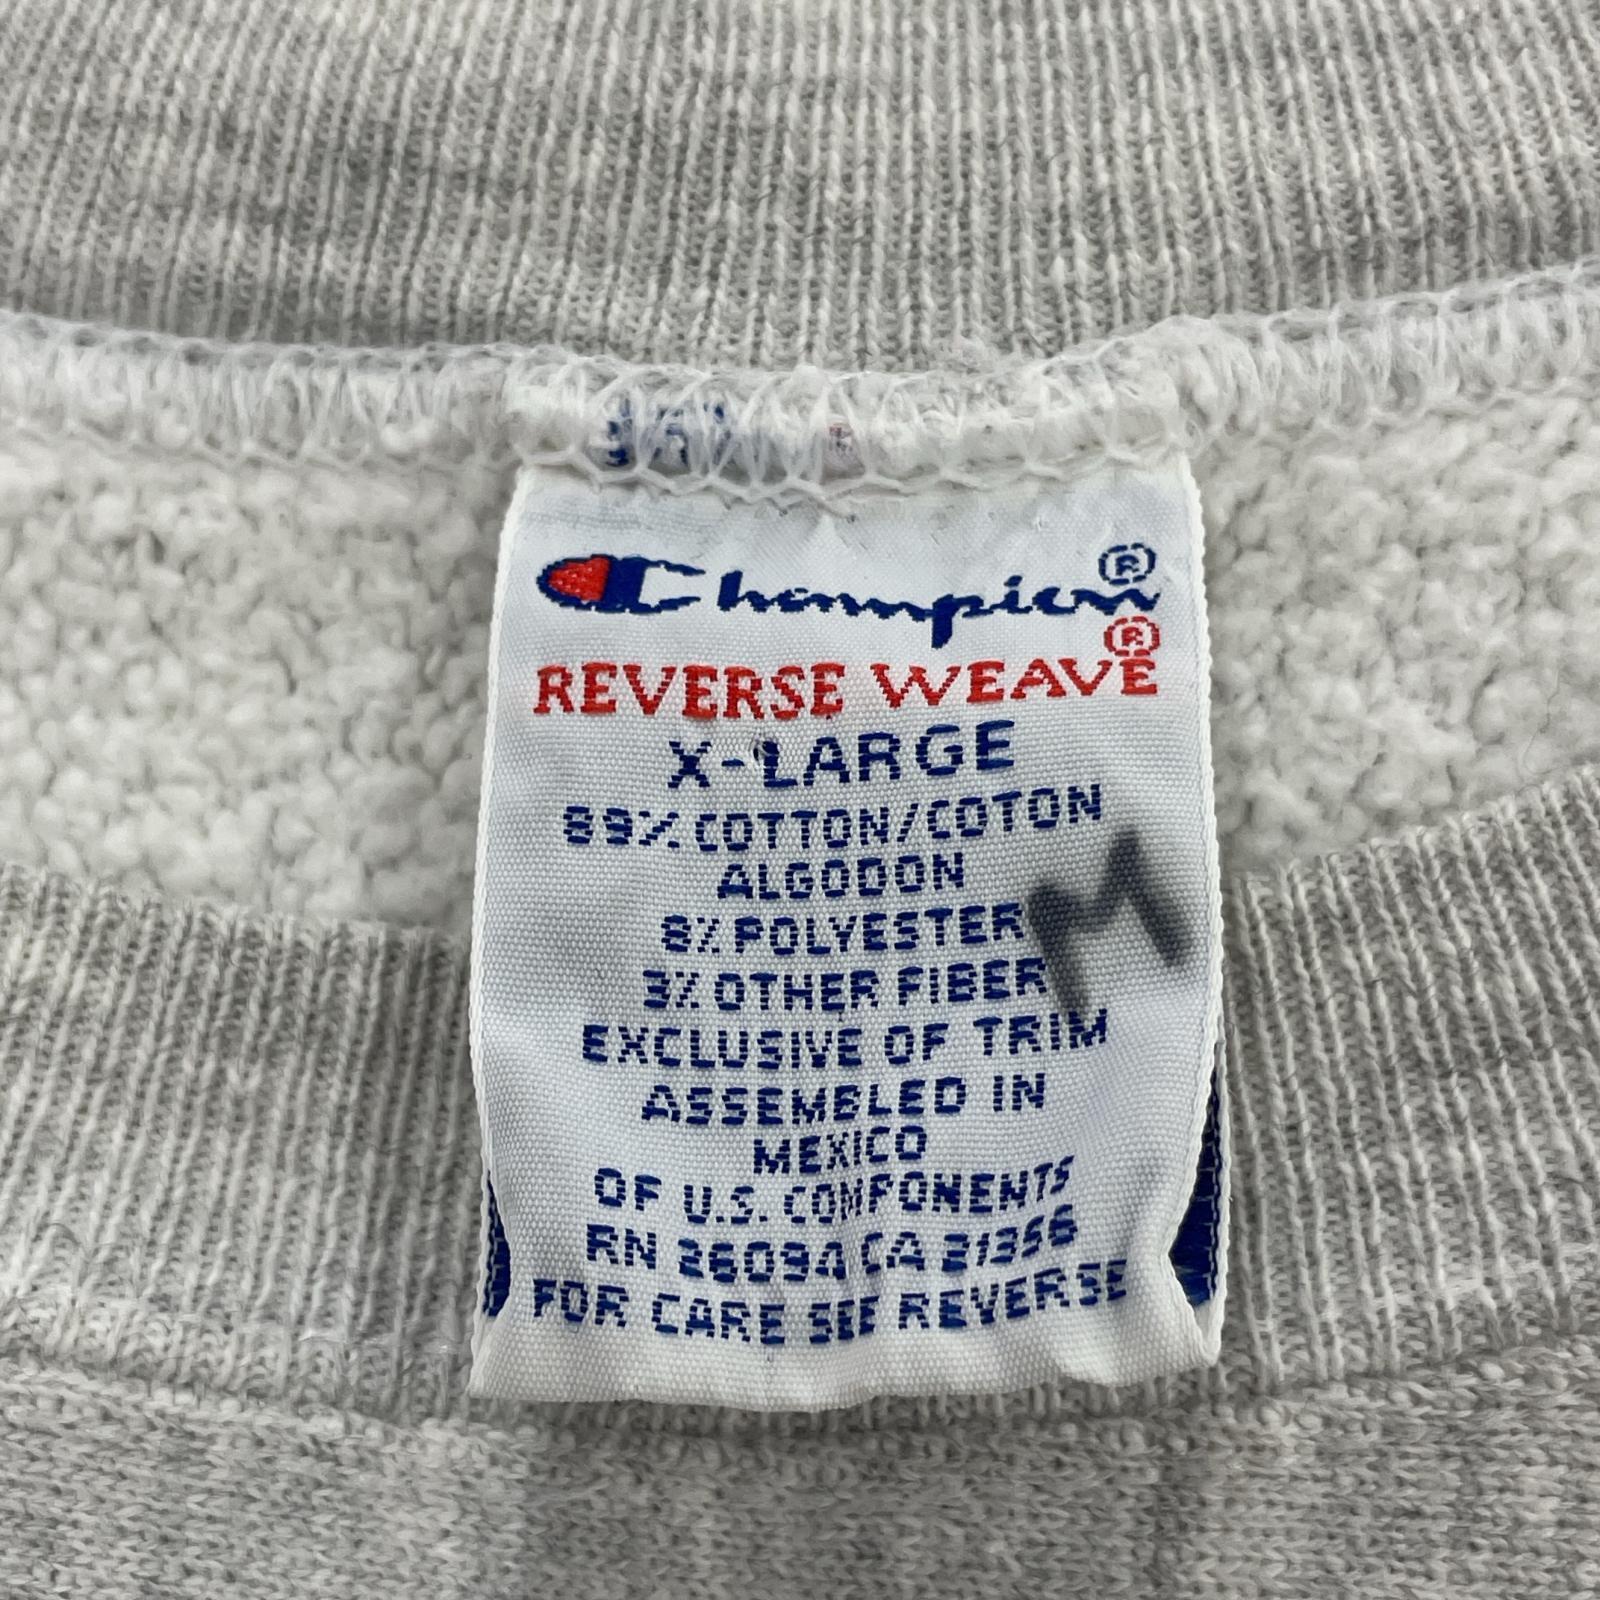 Champion®
REVERSE WEAVE®
X-LARGE
89% COTTON/COTON
ALGODON
8% POLYESTER
3% OTHER FIBER
EXCLUSIVE OF TRIM
ASSEMBLED IN
MEXICO
OF U.S. COMPONENTS
RN 26094 CA 21356
FOR CARE SEE REVERSE
M